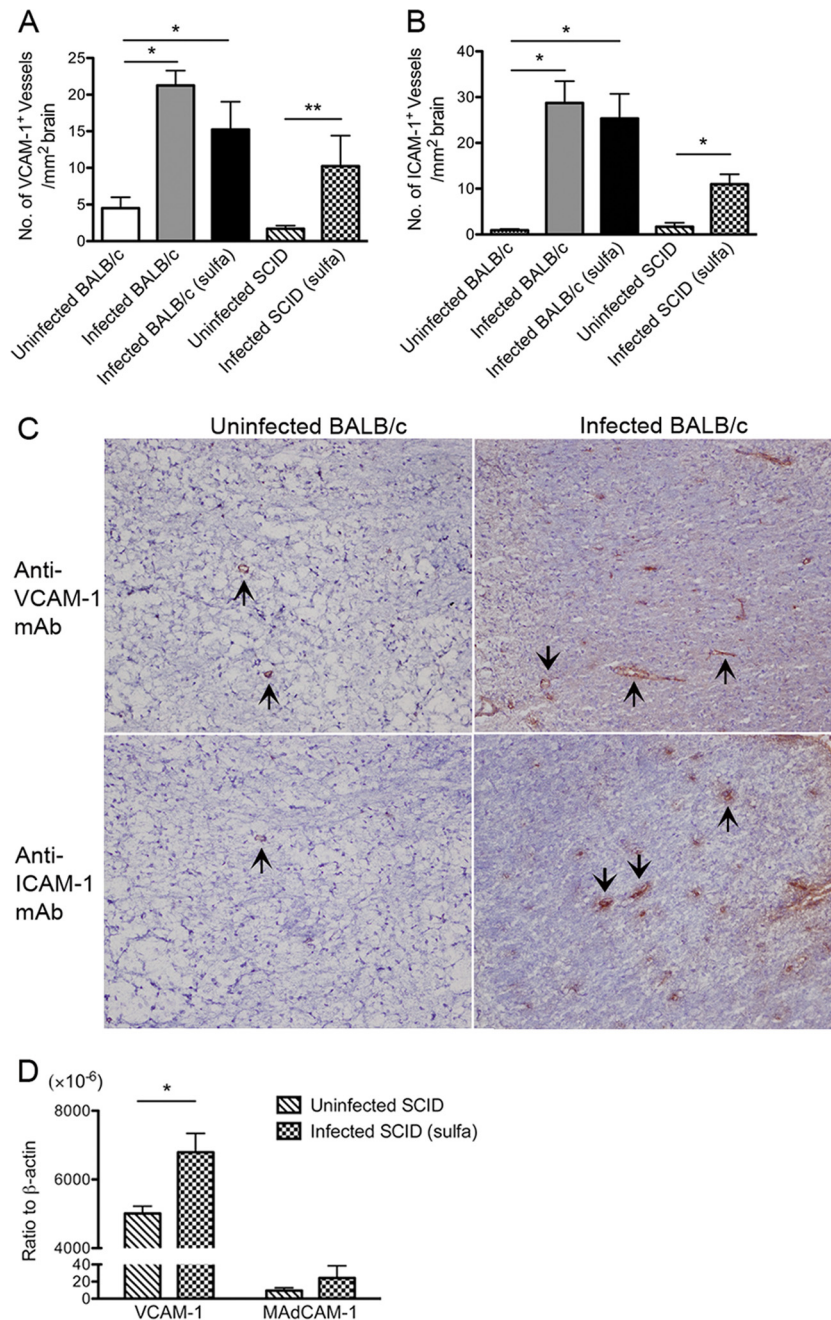 A
No. of VCAM-1⁺ Vessels
/mm² brain
25
20
15
10
5
0
*
*
**
Uninfected BALB/c
Infected BALB/c
Infected BALB/c (sulfa)
Uninfected SCID
Infected SCID (sulfa)
B
No. of ICAM-1⁺ Vessels
/mm² brain
40
30
20
10
0
*
*
*
Uninfected BALB/c
Infected BALB/c
Infected BALB/c (sulfa)
Uninfected SCID
Infected SCID (sulfa)
C
Uninfected BALB/c
Infected BALB/c
Anti-
VCAM-1
mAb
Anti-
ICAM-1
mAb
D
(×10⁻⁶)
Ratio to β-actin
8000
6000
4000
40
20
0
*
Uninfected SCID
Infected SCID (sulfa)
VCAM-1
MAdCAM-1